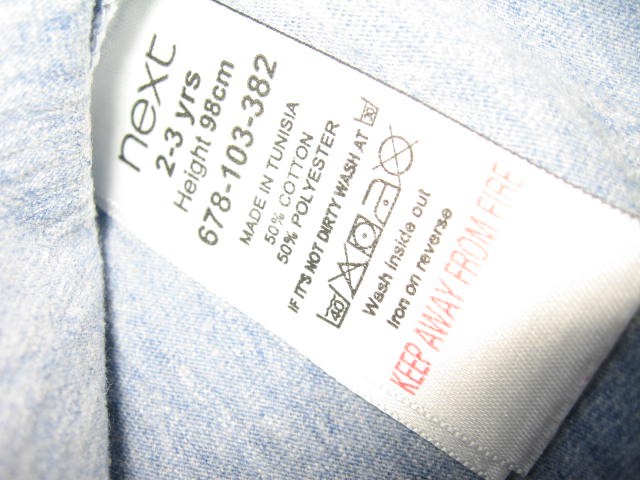 next
2-3 yrs
Height 98cm
678-103-382
MADE IN TUNISIA
50% COTTON
50% POLYESTER
IF IT'S NOT DIRTY WASH AT 30
40
Wash Inside out
Iron on reverse
KEEP AWAY FROM FIRE